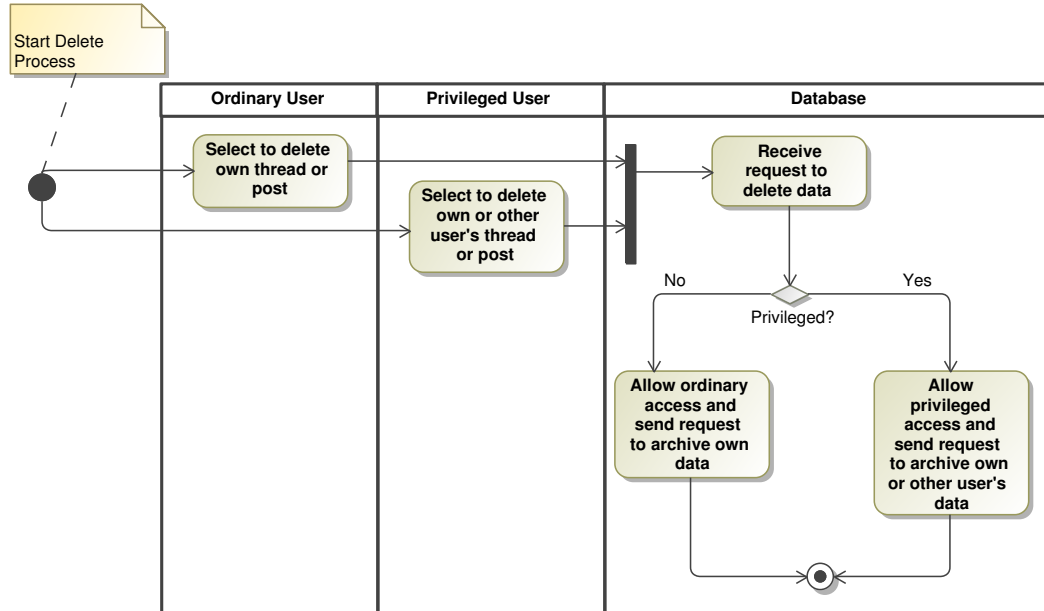 Start Delete
Process
Ordinary User
Privileged User
Database
Select to delete
own thread or
post
Select to delete
own or other
user's thread
or post
Receive
request to
delete data
No
Yes
Privileged?
Allow ordinary
access and
send request
to archive own
data
Allow
privileged
access and
send request
to archive own
or other user's
data